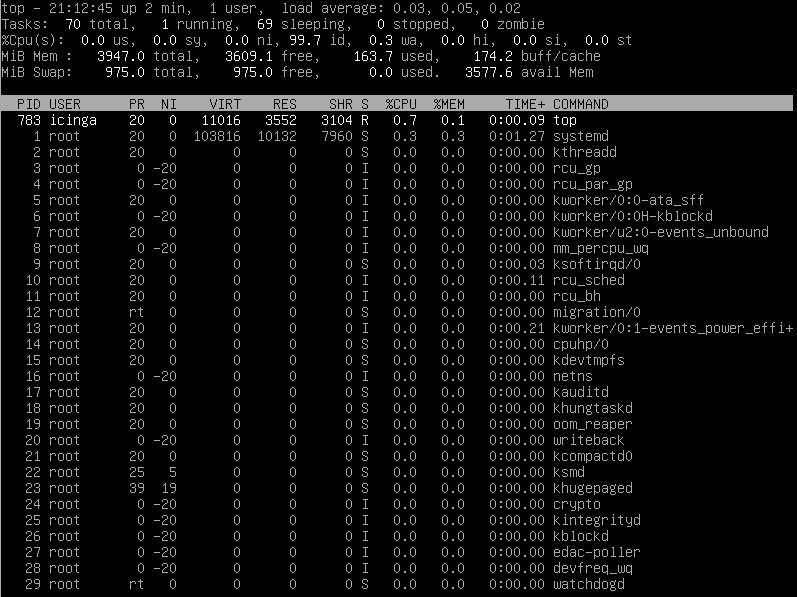 top - 21:12:45 up 2 min,  1 user,  load average: 0.03, 0.05, 0.02
Tasks:  70 total,   1 running,  69 sleeping,   0 stopped,   0 zombie
%Cpu(s):  0.0 us,  0.0 sy,  0.0 ni, 99.7 id,  0.3 wa,  0.0 hi,  0.0 si,  0.0 st
MiB Mem :   3947.0 total,   3609.1 free,    163.7 used,    174.2 buff/cache
MiB Swap:    975.0 total,    975.0 free,      0.0 used.   3577.6 avail Mem
PID USER      PR  NI    VIRT    RES    SHR S  %CPU  %MEM     TIME+ COMMAND
783 icinga    20   0   11016   3552   3104 R   0.7   0.1   0:00.09 top
1 root      20   0  103816  10132   7960 S   0.3   0.3   0:01.27 systemd
2 root      20   0       0      0      0 S   0.0   0.0   0:00.00 kthreadd
3 root       0 -20       0      0      0 I   0.0   0.0   0:00.00 rcu_gp
4 root       0 -20       0      0      0 I   0.0   0.0   0:00.00 rcu_par_gp
5 root      20   0       0      0      0 I   0.0   0.0   0:00.00 kworker/0:0-ata_sff
6 root       0 -20       0      0      0 I   0.0   0.0   0:00.00 kworker/0:0H-kblockd
7 root      20   0       0      0      0 I   0.0   0.0   0:00.00 kworker/u2:0-events_unbound
8 root       0 -20       0      0      0 I   0.0   0.0   0:00.00 mm_percpu_wq
9 root      20   0       0      0      0 S   0.0   0.0   0:00.03 ksoftirqd/0
10 root      20   0       0      0      0 I   0.0   0.0   0:00.11 rcu_sched
11 root      20   0       0      0      0 I   0.0   0.0   0:00.00 rcu_bh
12 root      rt   0       0      0      0 S   0.0   0.0   0:00.00 migration/0
13 root      20   0       0      0      0 I   0.0   0.0   0:00.21 kworker/0:1-events_power_effi+
14 root      20   0       0      0      0 S   0.0   0.0   0:00.00 cpuhp/0
15 root      20   0       0      0      0 S   0.0   0.0   0:00.00 kdevtmpfs
16 root       0 -20       0      0      0 I   0.0   0.0   0:00.00 netns
17 root      20   0       0      0      0 S   0.0   0.0   0:00.00 kauditd
18 root      20   0       0      0      0 S   0.0   0.0   0:00.00 khungtaskd
19 root      20   0       0      0      0 S   0.0   0.0   0:00.00 oom_reaper
20 root       0 -20       0      0      0 I   0.0   0.0   0:00.00 writeback
21 root      20   0       0      0      0 S   0.0   0.0   0:00.00 kcompactd0
22 root      25   5       0      0      0 S   0.0   0.0   0:00.00 ksmd
23 root      39  19       0      0      0 S   0.0   0.0   0:00.00 khugepaged
24 root       0 -20       0      0      0 I   0.0   0.0   0:00.00 crypto
25 root       0 -20       0      0      0 I   0.0   0.0   0:00.00 kintegrityd
26 root       0 -20       0      0      0 I   0.0   0.0   0:00.00 kblockd
27 root       0 -20       0      0      0 I   0.0   0.0   0:00.00 edac-poller
28 root       0 -20       0      0      0 I   0.0   0.0   0:00.00 devfreq_wq
29 root      rt   0       0      0      0 S   0.0   0.0   0:00.00 watchdogd